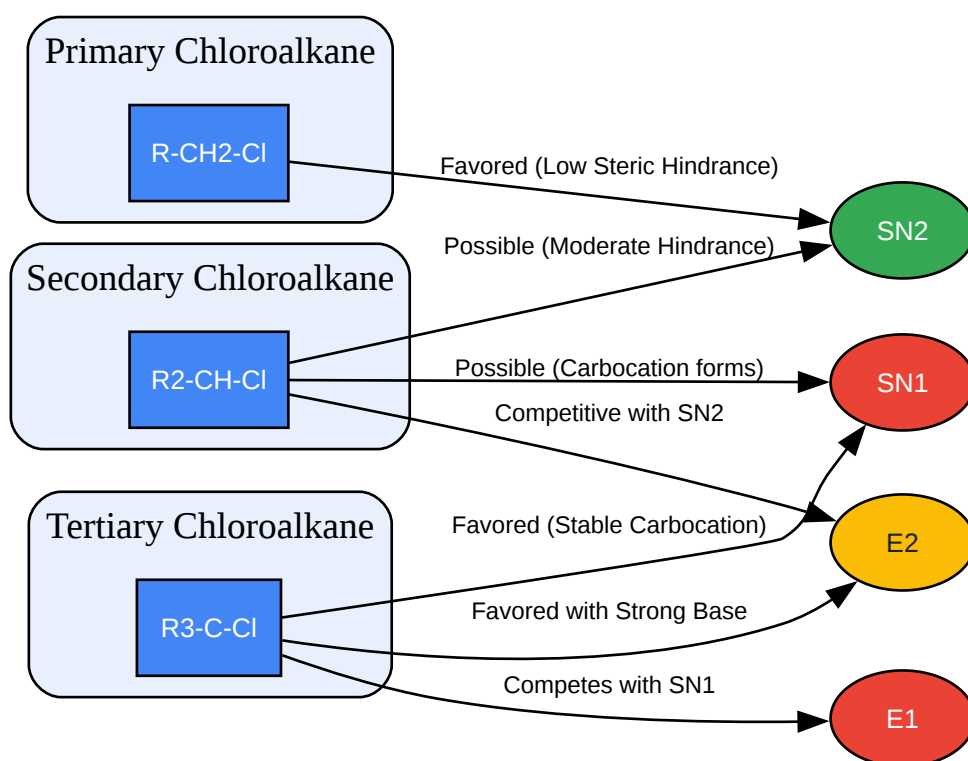 Primary Chloroalkane
R-CH2-Cl
Favored (Low Steric Hindrance)
SN2
Possible (Moderate Hindrance)
Secondary Chloroalkane
R2-CH-Cl
Possible (Carbocation forms)
SN1
Competitive with SN2
Tertiary Chloroalkane
Favored (Stable Carbocation)
E2
R3-C-Cl
Favored with Strong Base
Competes with SN1
E1